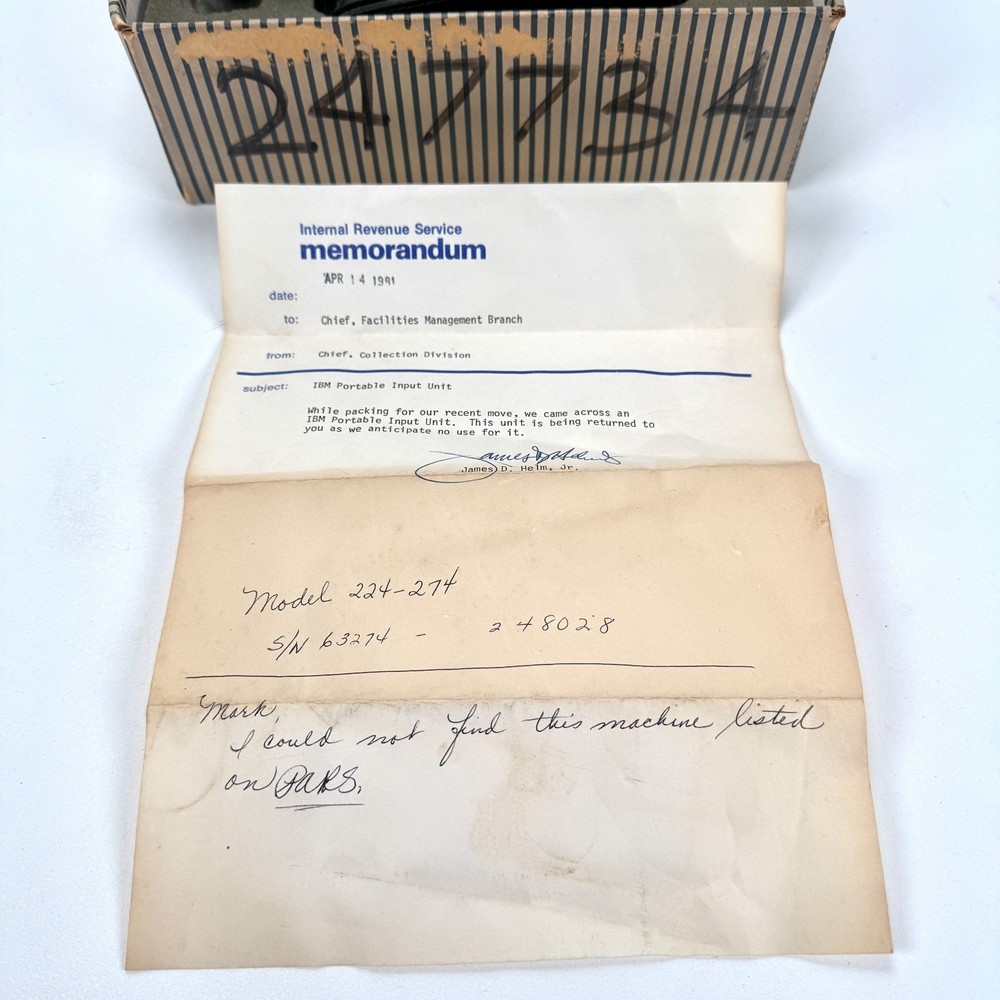 247734
Internal Revenue Service
memorandum
APR 14 1981
date:
to: Chief, Facilities Management Branch
from: Chief, Collection Division
subject: IBM Portable Input Unit
While packing for our recent move, we came across an
IBM Portable Input Unit. This unit is being returned to
you as we anticipate no use for it.
James D. Helm, Jr.
Model 224-274
S/N 63274 - 248028
Mark,
I could not find this machine listed
on PARS.